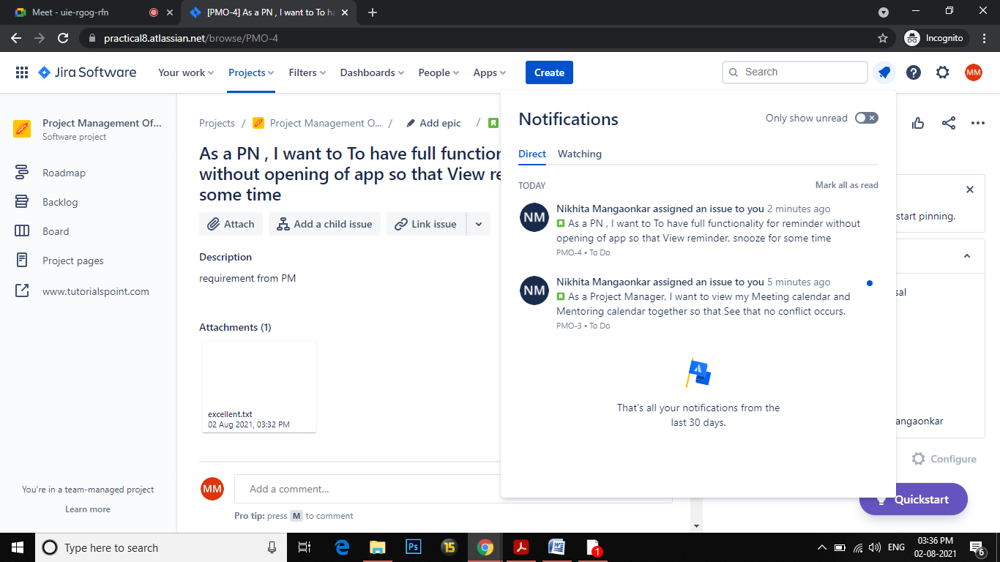 Meet - uie-rgog-rfn
[PMO-4] As a PN , I want to To ha
practical8.atlassian.net/browse/PMO-4
Incognito
Jira Software
Your work
Projects
Filters
Dashboards
People
Apps
Create
Search
MM
Project Management Of...
Software project
Roadmap
Backlog
Board
Project pages
www.tutorialspoint.com
You're in a team-managed project
Learn more
Projects / Project Management O... / Add epic /
As a PN , I want to To have full function
without opening of app so that View re
some time
Attach
Add a child issue
Link issue
Description
requirement from PM
Attachments (1)
excellent.txt
02 Aug 2021, 03:32 PM
MM
Add a comment...
Pro tip: press M to comment
Notifications
Only show unread
Direct
Watching
TODAY
Mark all as read
NM
Nikhita Mangaonkar assigned an issue to you 2 minutes ago
As a PN , I want to To have full functionality for reminder without
opening of app so that View reminder, snooze for some time
PMO-4 • To Do
NM
Nikhita Mangaonkar assigned an issue to you 5 minutes ago
As a Project Manager, I want to view my Meeting calendar and
Mentoring calendar together so that See that no conflict occurs.
PMO-3 • To Do
That's all your notifications from the
last 30 days.
start pinning.
sal
angaonkar
Configure
Quickstart
Type here to search
Ps
15
W
1
ENG
03:36 PM
02-08-2021
6